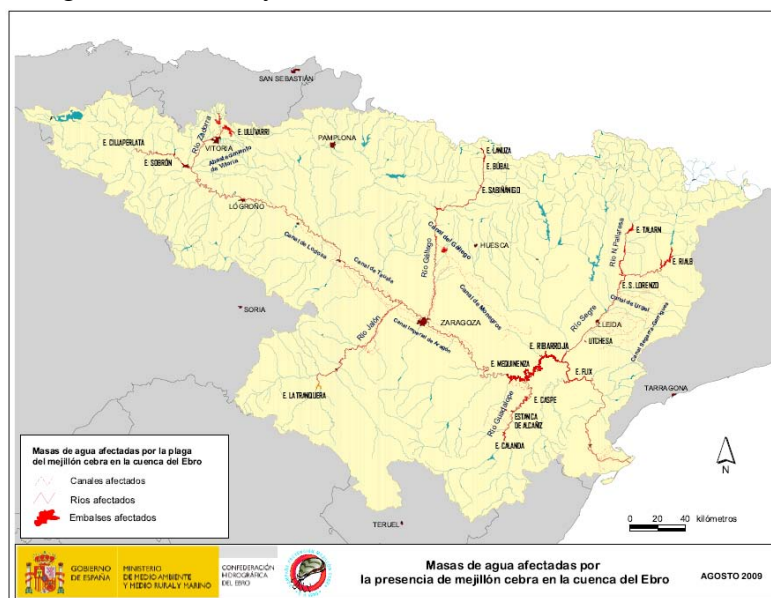 SAN SEBASTIÁN
E. CILLAPERLATA
E. SOBRÓN
Río Zadorra
E. ULLIVARRI
VITORIA
Abastecimiento
de Vitoria
PAMPLONA
LOGROÑO
E. LANUZA
E. BÚBAL
E. SABIÑÁNIGO
Canal de Lodosa
Canal de Tauste
Río Gállego
Canal del Gállego
HUESCA
Canal de Monegros
Río N. Pallaresa
E. TALARN
E. RIALB
E. S. LORENZO
SORIA
Río Jalón
Canal Imperial de Aragón
ZARAGOZA
Río Segre
Canal de Urgel
LLEIDA
UTCHESA
Canal Segarra-Garrigues
E. RIBARROJA
E. MEQUINENZA
E. FLIX
TARRAGONA
E. LA TRANQUERA
Río Guadalope
E. CASPE
ESTANCA
DE ALCAÑIZ
E. CALANDA
TERUEL
Masas de agua afectadas por la plaga
del mejillón cebra en la cuenca del Ebro
Canales afectados
Ríos afectados
Embalses afectados
N
0 20 40 kilómetros
GOBIERNO
DE ESPAÑA
MINISTERIO
DE MEDIO AMBIENTE
Y MEDIO RURAL Y MARINO
CONFEDERACIÓN
HIDROGRÁFICA
DEL EBRO
Masas de agua afectadas por
la presencia de mejillón cebra en la cuenca del Ebro
AGOSTO 2009